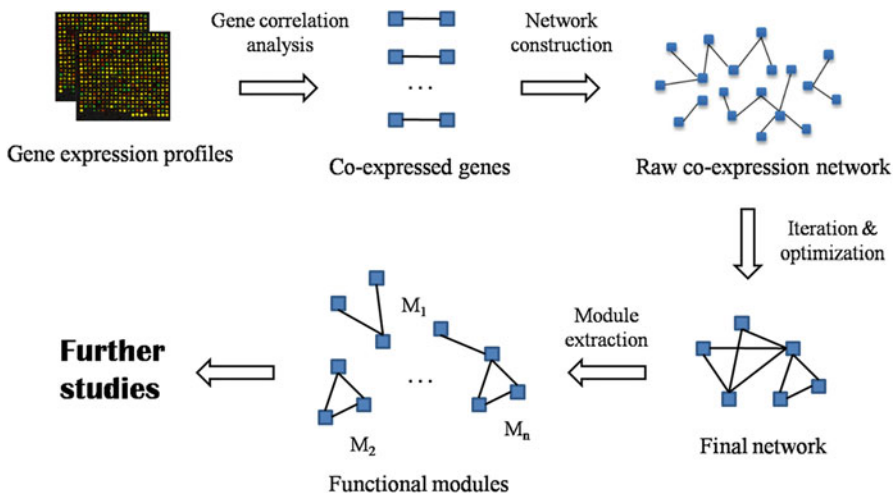 Gene correlation
analysis
Network
construction
...
Gene expression profiles
Co-expressed genes
Raw co-expression network
Iteration &
optimization
M1
Module
extraction
Further
studies
...
M2
Mn
Final network
Functional modules